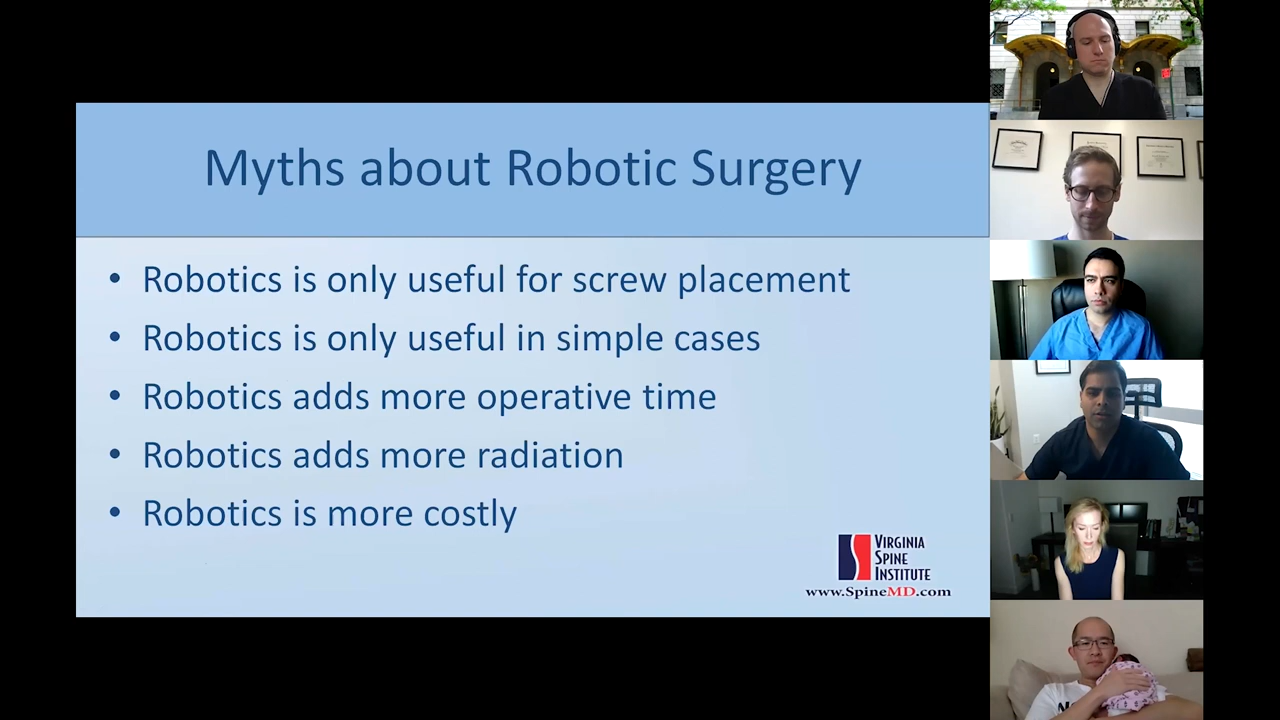 Myths about Robotic Surgery
• Robotics is only useful for screw placement
• Robotics is only useful in simple cases
• Robotics adds more operative time
• Robotics adds more radiation
• Robotics is more costly
VIRGINIA
SPINE
INSTITUTE
www.SpineMD.com